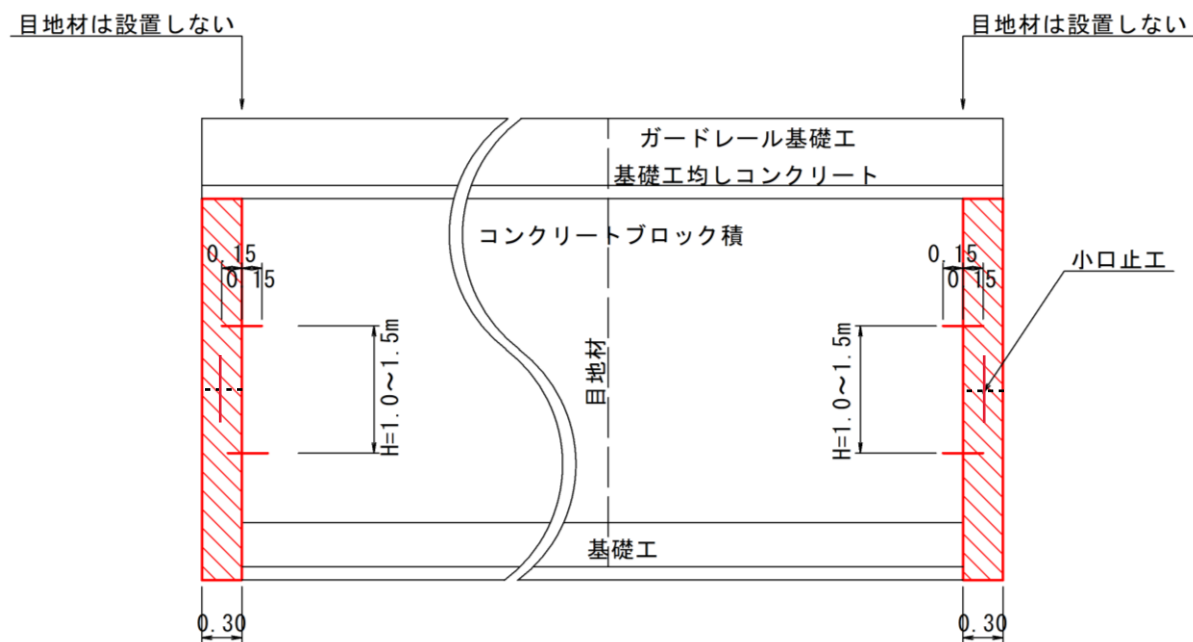 目地材は設置しない
目地材は設置しない
ガードレール基礎工
基礎工均しコンクリート
コンクリートブロック積
0.15
0.15
0.15
0.15
小口止工
H=1.0〜1.5m
目地材
H=1.0〜1.5m
基礎工
0.30
0.30